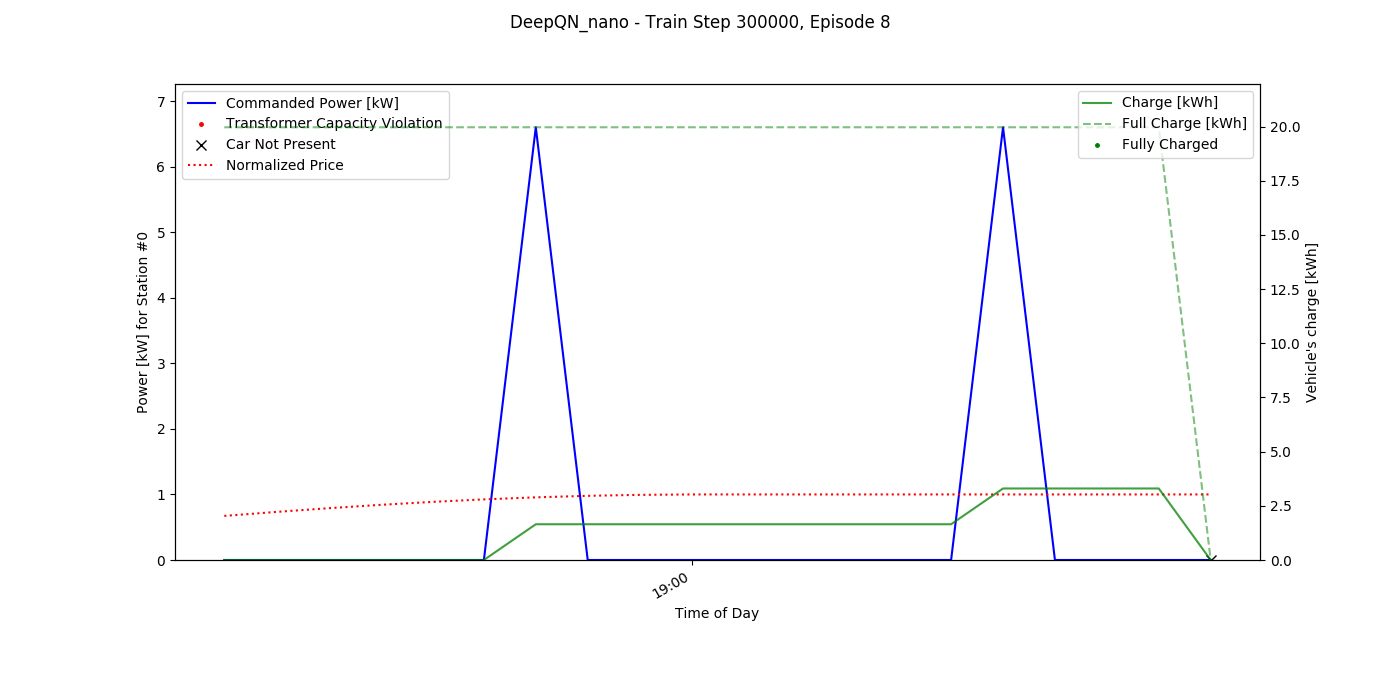 DeepQN_nano - Train Step 300000, Episode 8
Commanded Power [kW]
Transformer Capacity Violation
Car Not Present
Normalized Price
Charge [kWh]
Full Charge [kWh]
Fully Charged
7
6
5
4
3
2
1
0
Power [kW] for Station #0
20.0
17.5
15.0
12.5
10.0
7.5
5.0
2.5
0.0
Vehicle's charge [kWh]
19:00
Time of Day